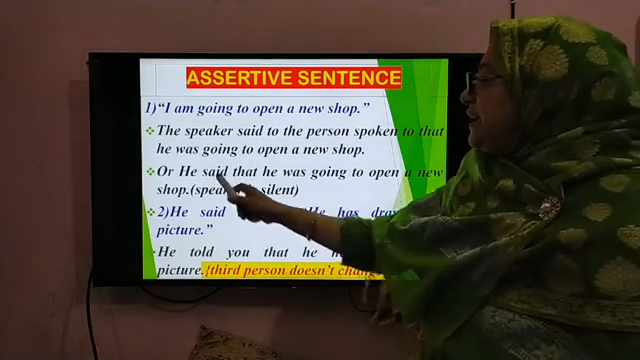 ASSERTIVE SENTENCE
1)“I am going to open a new shop.”
The speaker said to the person spoken to that
he was going to open a new shop.
Or He said that he was going to open a new
shop.( silent)
2)He said “He has
picture.”
He told you that he
picture.{third person doesn’t